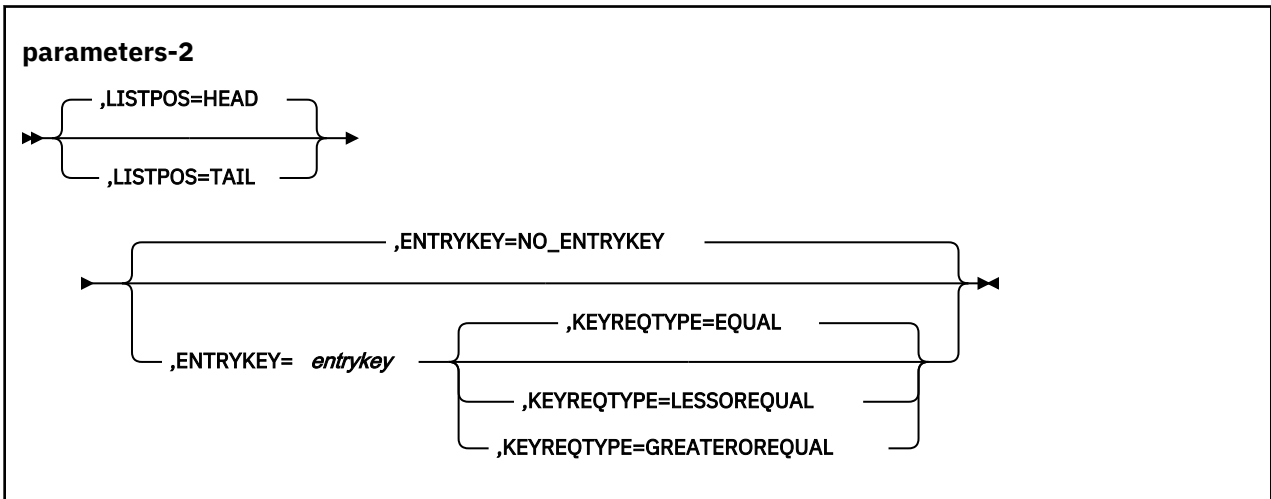 parameters-2
,LISTPOS=HEAD
,LISTPOS=TAIL
,ENTRYKEY=NO_ENTRYKEY
,KEYREQTYPE=EQUAL
,ENTRYKEY= entrykey
,KEYREQTYPE=LESSOREQUAL
,KEYREQTYPE=GREATEROREQUAL